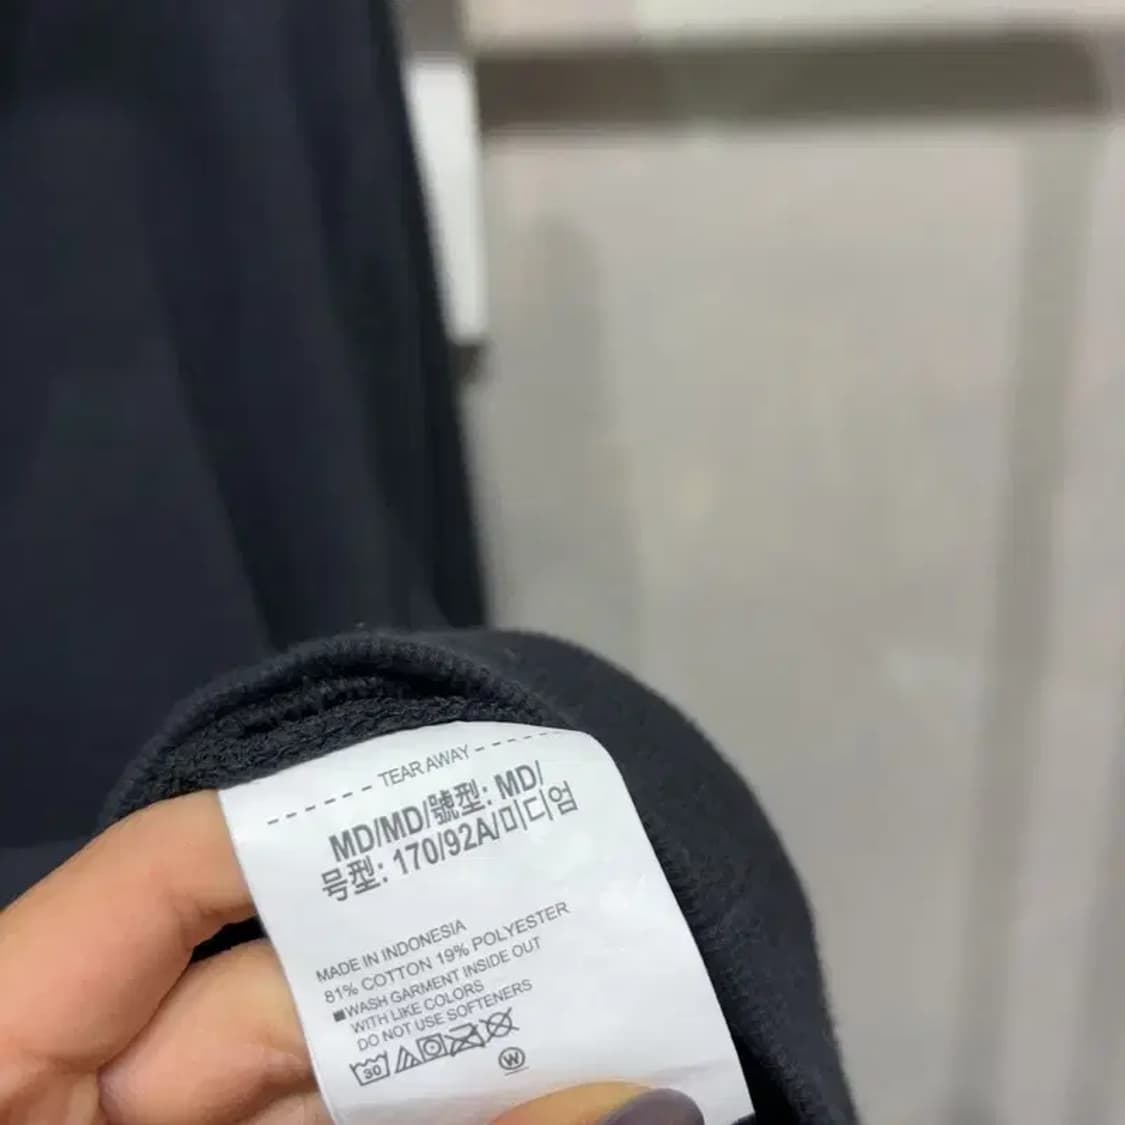 TEAR AWAY
MD/MD/號型: MD/
号型: 170/92A/미디엄
MADE IN INDONESIA
81% COTTON 19% POLYESTER
■WASH GARMENT INSIDE OUT
WITH LIKE COLORS
DO NOT USE SOFTENERS
30
W